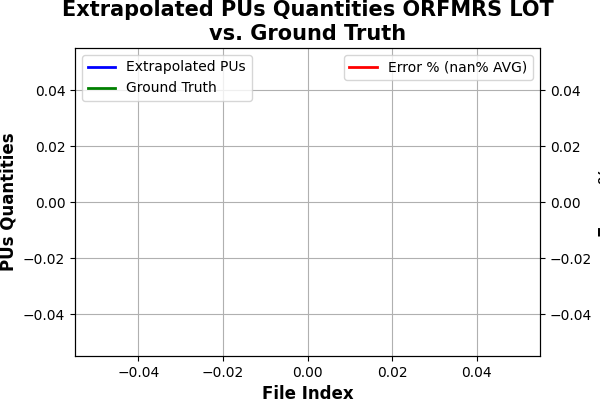 Extrapolated PUs Quantities ORFMRS LOT
vs. Ground Truth
Extrapolated PUs
Ground Truth
Error % (nan% AVG)
0.04
0.02
0.00
−0.02
−0.04
PUs Quantities
0.04
0.02
0.00
−0.02
−0.04
−0.04
−0.02
0.00
0.02
0.04
File Index